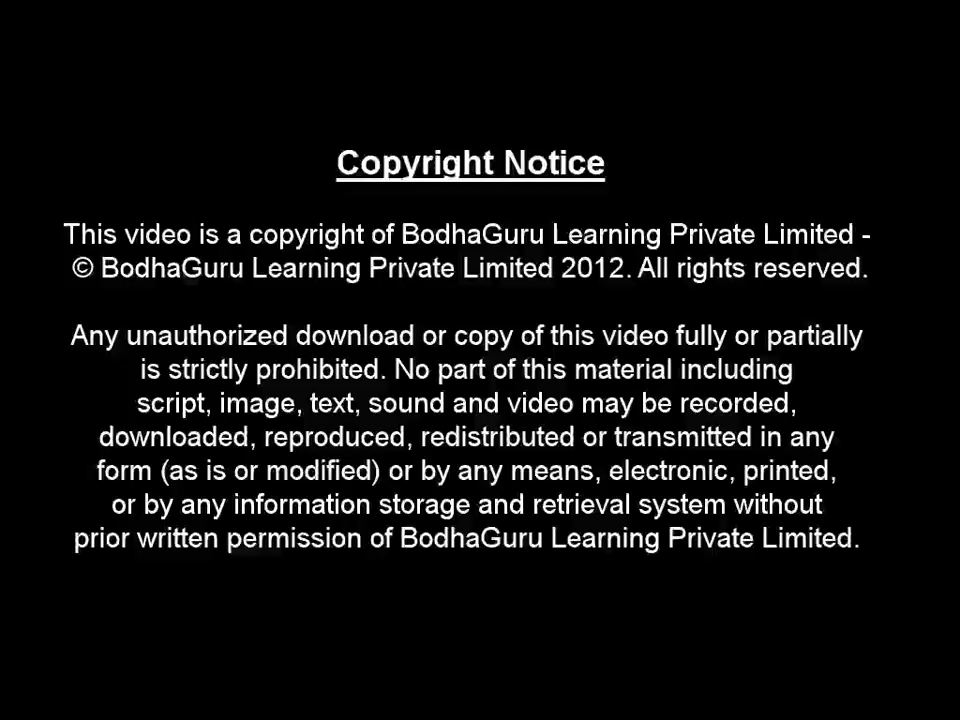 Copyright Notice
This video is a copyright of BodhaGuru Learning Private Limited -
© BodhaGuru Learning Private Limited 2012. All rights reserved.
Any unauthorized download or copy of this video fully or partially
is strictly prohibited. No part of this material including
script, image, text, sound and video may be recorded,
downloaded, reproduced, redistributed or transmitted in any
form (as is or modified) or by any means, electronic, printed,
or by any information storage and retrieval system without
prior written permission of BodhaGuru Learning Private Limited.